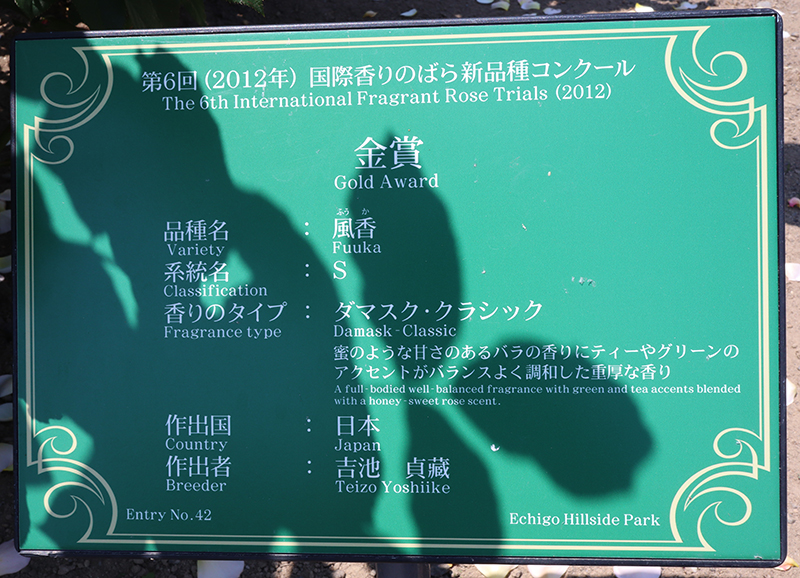 第6回(2012年) 国際香りのばら新品種コンクール
The 6th International Fragrant Rose Trials (2012)
金賞
Gold Award
品種名 : 風香
ふうか
Variety Fuuka
系統名 : S
Classification
香りのタイプ : ダマスク・クラシック
Fragrance type Damask-Classic
蜜のような甘さのあるバラの香りにティーやグリーンの
アクセントがバランスよく調和した重厚な香り
A full-bodied well-balanced fragrance with green and tea accents blended
with a honey-sweet rose scent.
作出国 : 日本
Country Japan
作出者 : 吉池 貞藏
Breeder Teizo Yoshiike
Entry No.42 Echigo Hillside Park